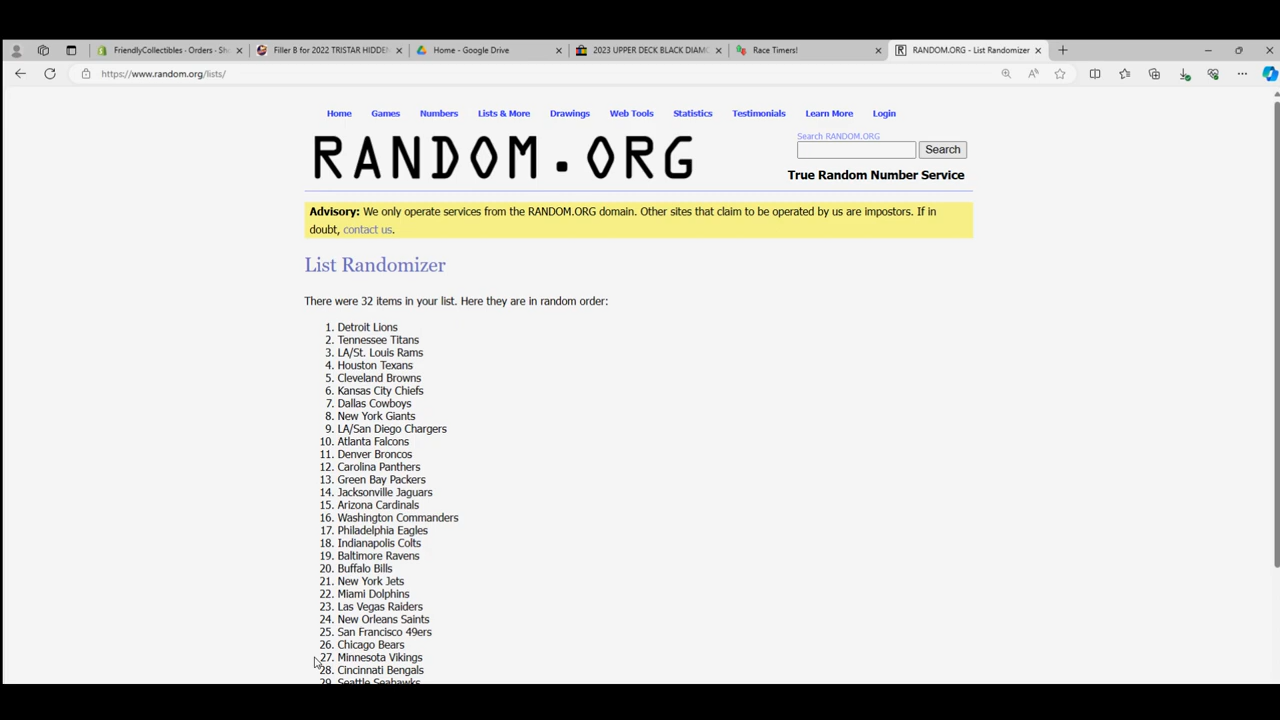 FriendlyCollectibles - Orders - Sh
Filler B for 2022 TRISTAR HIDDEN
Home - Google Drive
2023 UPPER DECK BLACK DIAMO
Race Timers!
RANDOM.ORG - List Randomizer
https://www.random.org/lists/
Home Games Numbers Lists & More Drawings Web Tools Statistics Testimonials Learn More Login
RANDOM.ORG
Search RANDOM.ORG
Search
True Random Number Service
Advisory: We only operate services from the RANDOM.ORG domain. Other sites that claim to be operated by us are impostors. If in
doubt, contact us.
List Randomizer
There were 32 items in your list. Here they are in random order:
1. Detroit Lions
2. Tennessee Titans
3. LA/St. Louis Rams
4. Houston Texans
5. Cleveland Browns
6. Kansas City Chiefs
7. Dallas Cowboys
8. New York Giants
9. LA/San Diego Chargers
10. Atlanta Falcons
11. Denver Broncos
12. Carolina Panthers
13. Green Bay Packers
14. Jacksonville Jaguars
15. Arizona Cardinals
16. Washington Commanders
17. Philadelphia Eagles
18. Indianapolis Colts
19. Baltimore Ravens
20. Buffalo Bills
21. New York Jets
22. Miami Dolphins
23. Las Vegas Raiders
24. New Orleans Saints
25. San Francisco 49ers
26. Chicago Bears
27. Minnesota Vikings
28. Cincinnati Bengals
29. Seattle Seahawks